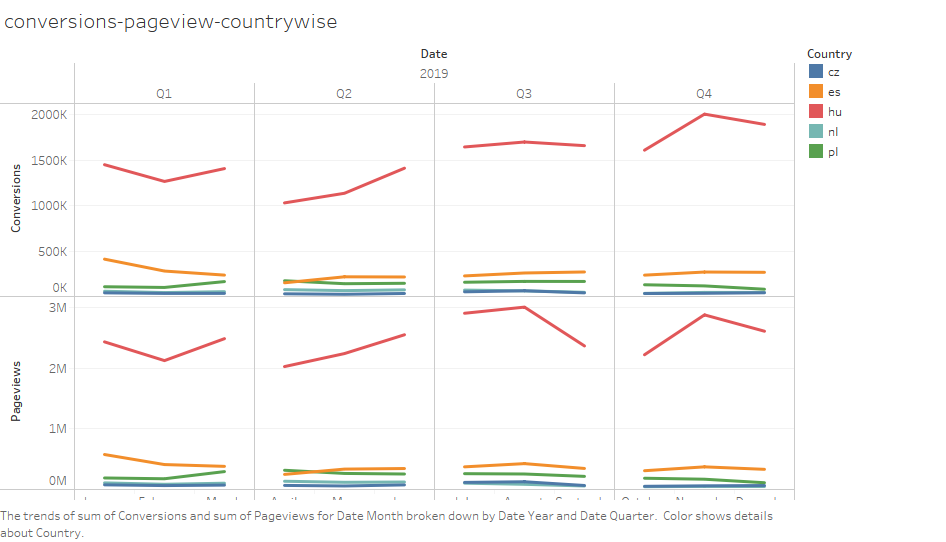 conversions-pageview-countrywise
Date
2019
Q1 Q2 Q3 Q4
Conversions
2000K
1500K
1000K
500K
0K
Pageviews
3M
2M
1M
0M
Country
cz
es
hu
nl
pl
The trends of sum of Conversions and sum of Pageviews for Date Month broken down by Date Year and Date Quarter. Color shows details
about Country.